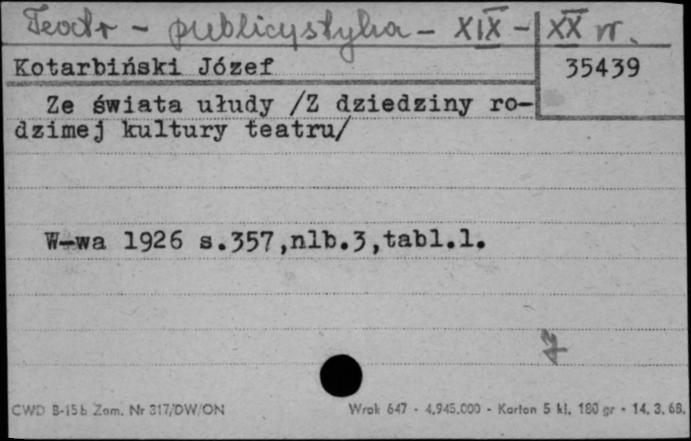 Teatr - publicystyka - XIX - XX w.
Kotarbiński Józef
35439
Ze świata ułudy /Z dziedziny ro-
dzimej kultury teatru/
W-wa 1926 s.357,nlb.3,tabl.1.
CWD B-15b Zam. Nr 317/DW/ON
Wrok 647 - 4.945.000 - Karton 5 kl. 180 gr - 14. 3. 68.